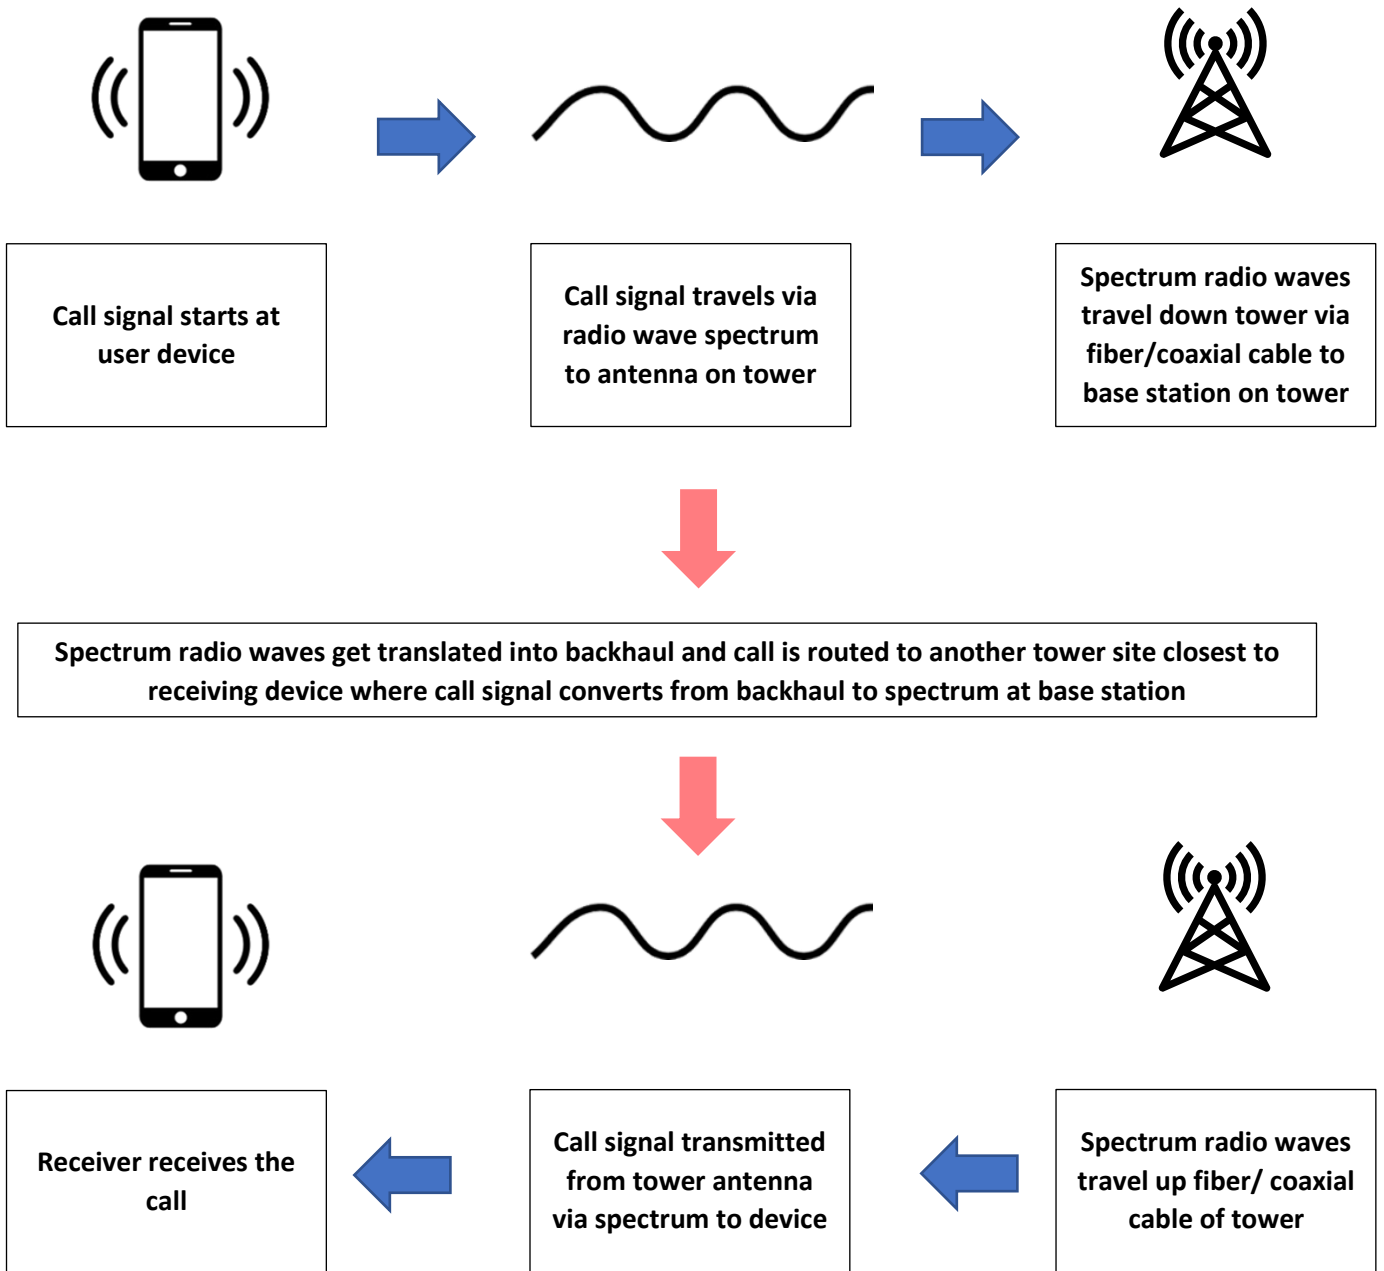 Call signal starts at
user device
Call signal travels via
radio wave spectrum
to antenna on tower
Spectrum radio waves
travel down tower via
fiber/coaxial cable to
base station on tower
Spectrum radio waves get translated into backhaul and call is routed to another tower site closest to
receiving device where call signal converts from backhaul to spectrum at base station
Receiver receives the
call
Call signal transmitted
from tower antenna
via spectrum to device
Spectrum radio waves
travel up fiber/ coaxial
cable of tower